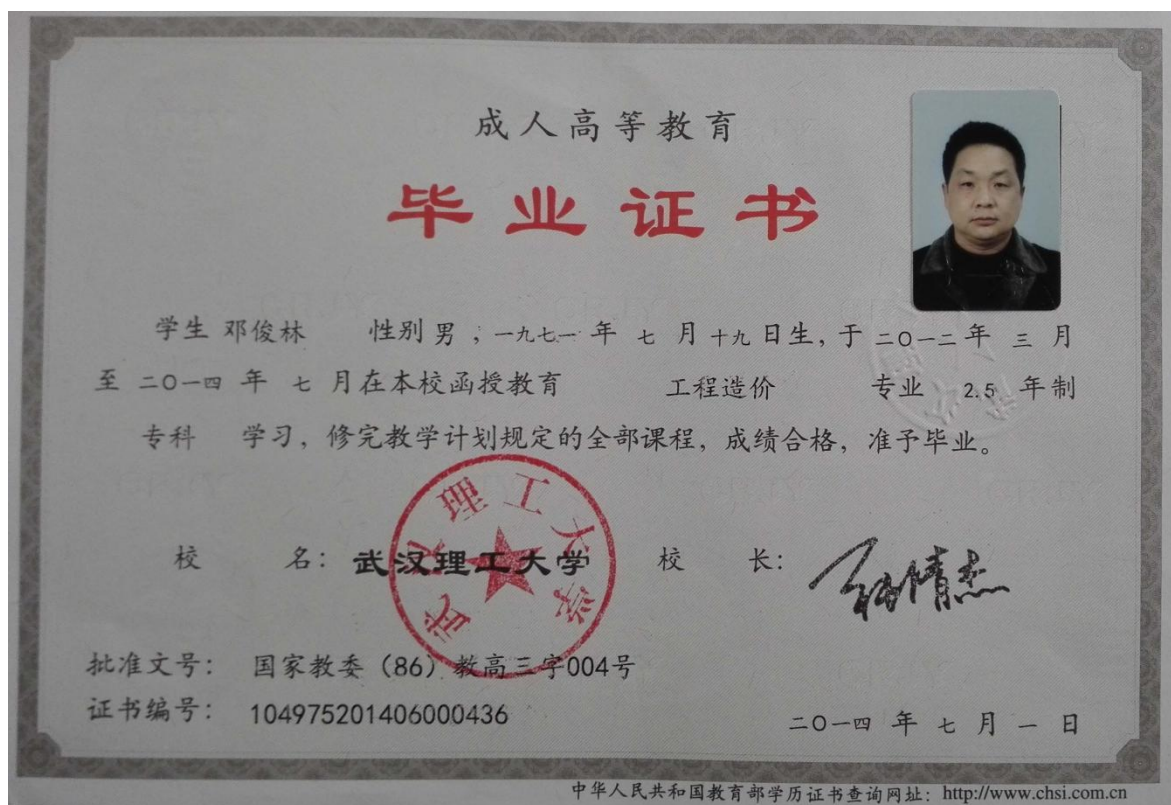 成人高等教育
毕业证书
学生 邓俊林 性别 男 , 一九七一 年 七 月 十九 日生, 于 二○一二 年 三 月
至 二○一四 年 七 月在本校函授教育 工程造价 专业 2.5 年制
专科 学习, 修完教学计划规定的全部课程, 成绩合格, 准予毕业。
校 名: 武汉理工大学 校 长:
武汉理工大学
批准文号: 国家教委 (86) 教高三字004号
证书编号: 104975201406000436
二○一四 年 七 月 一 日
中华人民共和国教育部学历证书查询网址: http://www.chsi.com.cn